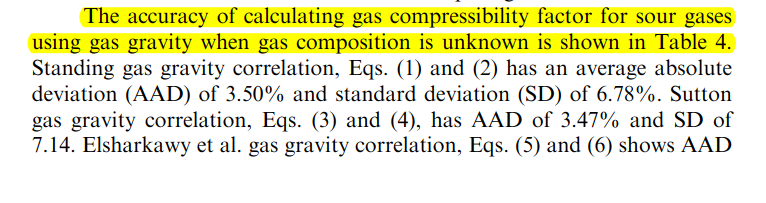 The accuracy of calculating gas compressibility factor for sour gases
using gas gravity when gas composition is unknown is shown in Table 4.
Standing gas gravity correlation, Eqs. (1) and (2) has an average absolute
deviation (AAD) of 3.50% and standard deviation (SD) of 6.78%. Sutton
gas gravity correlation, Eqs. (3) and (4), has AAD of 3.47% and SD of
7.14. Elsharkawy et al. gas gravity correlation, Eqs. (5) and (6) shows AAD